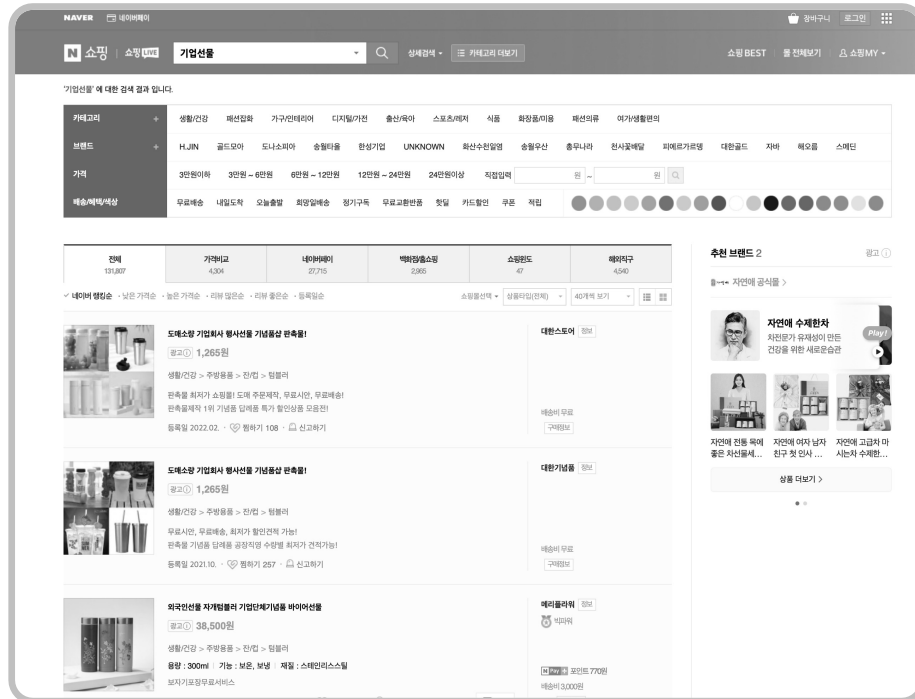 NAVER 네이버페이 장바구니 로그인
N 쇼핑 쇼핑LIVE 기업선물 상세검색 카테고리 더보기 쇼핑BEST 몰 전체보기 쇼핑MY
'기업선물' 에 대한 검색 결과 입니다.
카테고리 + 생활/건강 패션잡화 가구/인테리어 디지털/가전 출산/육아 스포츠/레저 식품 화장품/미용 패션의류 여가/생활편의
브랜드 + H.JIN 골드모아 도나소피아 송월타올 한성기업 UNKNOWN 화산수천일염 송월우산 총무나라 천사꽃배달 피에르가르뎅 대한골드 자바 해오름 스메딘
가격 3만원이하 3만원 ~ 6만원 6만원 ~ 12만원 12만원 ~ 24만원 24만원이상 직접입력 원 ~ 원
배송/혜택/색상 무료배송 내일도착 오늘출발 희망일배송 정기구독 무료교환반품 핫딜 카드할인 쿠폰 적립
전체 가격비교 네이버페이 백화점/홈쇼핑 쇼핑윈도 해외직구
131,807 4,304 27,715 2,965 47 4,540
네이버 랭킹순 · 낮은 가격순 · 높은 가격순 · 리뷰 많은순 · 리뷰 좋은순 · 등록일순 쇼핑몰선택 상품타입(전체) 40개씩 보기
도매소량 기업회사 행사선물 기념품샵 판촉물! 대한스토어 정보
광고 1,265원
생활/건강 > 주방용품 > 잔/컵 > 텀블러
판촉물 최저가 쇼핑몰! 도매 주문제작, 무료시안, 무료배송!
판촉물제작 1위 기념품 답례품 특가 할인상품 모음전! 배송비 무료
등록일 2022.02. · 찜하기 108 · 신고하기 구매정보
도매소량 기업회사 행사선물 기념품샵 판촉물! 대한기념품 정보
광고 1,265원
생활/건강 > 주방용품 > 잔/컵 > 텀블러
무료시안, 무료배송, 최저가 할인견적 가능!
판촉물 기념품 답례품 공장직영 수량별 최저가 견적가능! 배송비 무료
등록일 2021.10. · 찜하기 257 · 신고하기 구매정보
외국인선물 자개텀블러 기업단체기념품 바이어선물 메리플라워 정보
광고 38,500원 빅파워
생활/건강 > 주방용품 > 잔/컵 > 텀블러
용량 : 300ml 기능 : 보온, 보냉 재질 : 스테인리스스틸 N Pay + 포인트 770원
보자기포장무료서비스 배송비 3,000원
추천 브랜드 2 광고
자연애 공식몰 >
자연애 수제한차
차전문가 유재성이 만든
건강을 위한 새로운습관
Play!
자연애 전통 목에 자연애 여자 남자 자연애 고급차 마
좋은 차선물세... 친구 첫 인사 ... 시는차 수제한...
상품 더보기 >